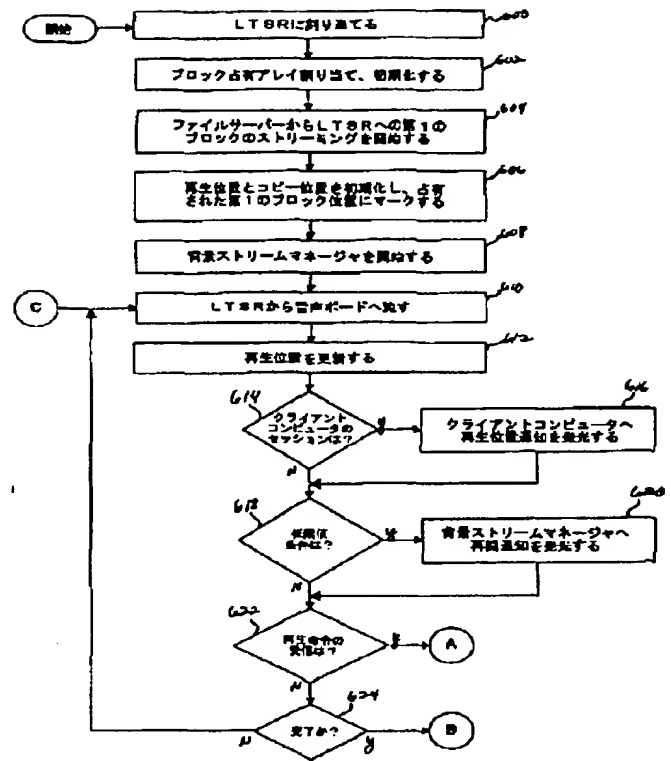 開始
LTSRに割り当てる
600
ブロック占有アレイ割り当て、初期化する
602
ファイルサーバーからLTSRへの第1の
ブロックのストリーミングを開始する
604
再生位置とコピー位置を初期化し、占有
された第1のブロック位置にマークする
606
背景ストリームマネージャを開始する
608
C
LTSRから音声ボードへ流す
610
再生位置を更新する
612
614
クライアント
コンピュータの
セッションは?
Y
616
クライアントコンピュータへ
再生位置通知を発光する
N
618
低閾値
条件は?
Y
620
背景ストリームマネージャへ
再開通知を発光する
N
622
再生命令の
受信は?
Y
A
N
624
完了か?
N
y
B